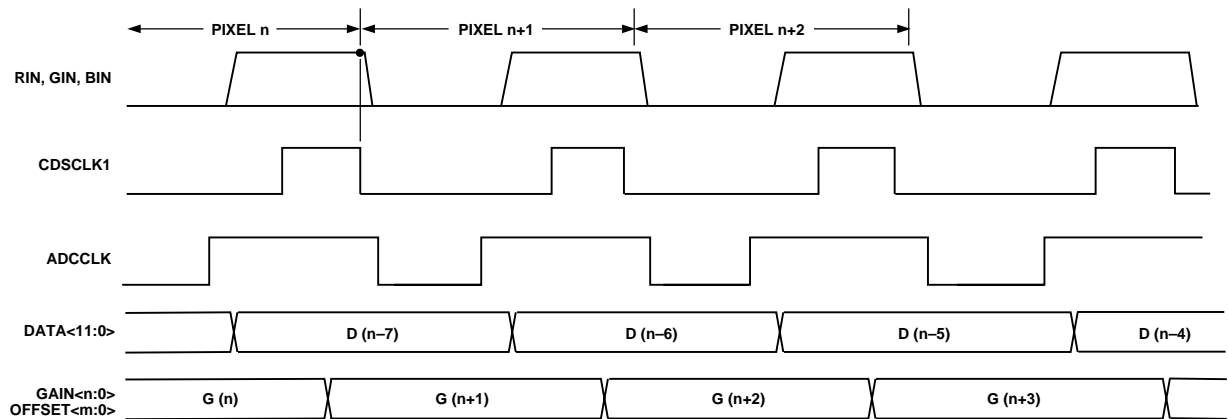 PIXEL n PIXEL n+1 PIXEL n+2
RIN, GIN, BIN
CDSCLK1
ADCCLK
DATA<11:0> D (n–7) D (n–6) D (n–5) D (n–4)
GAIN<n:0>
OFFSET<m:0> G (n) G (n+1) G (n+2) G (n+3)